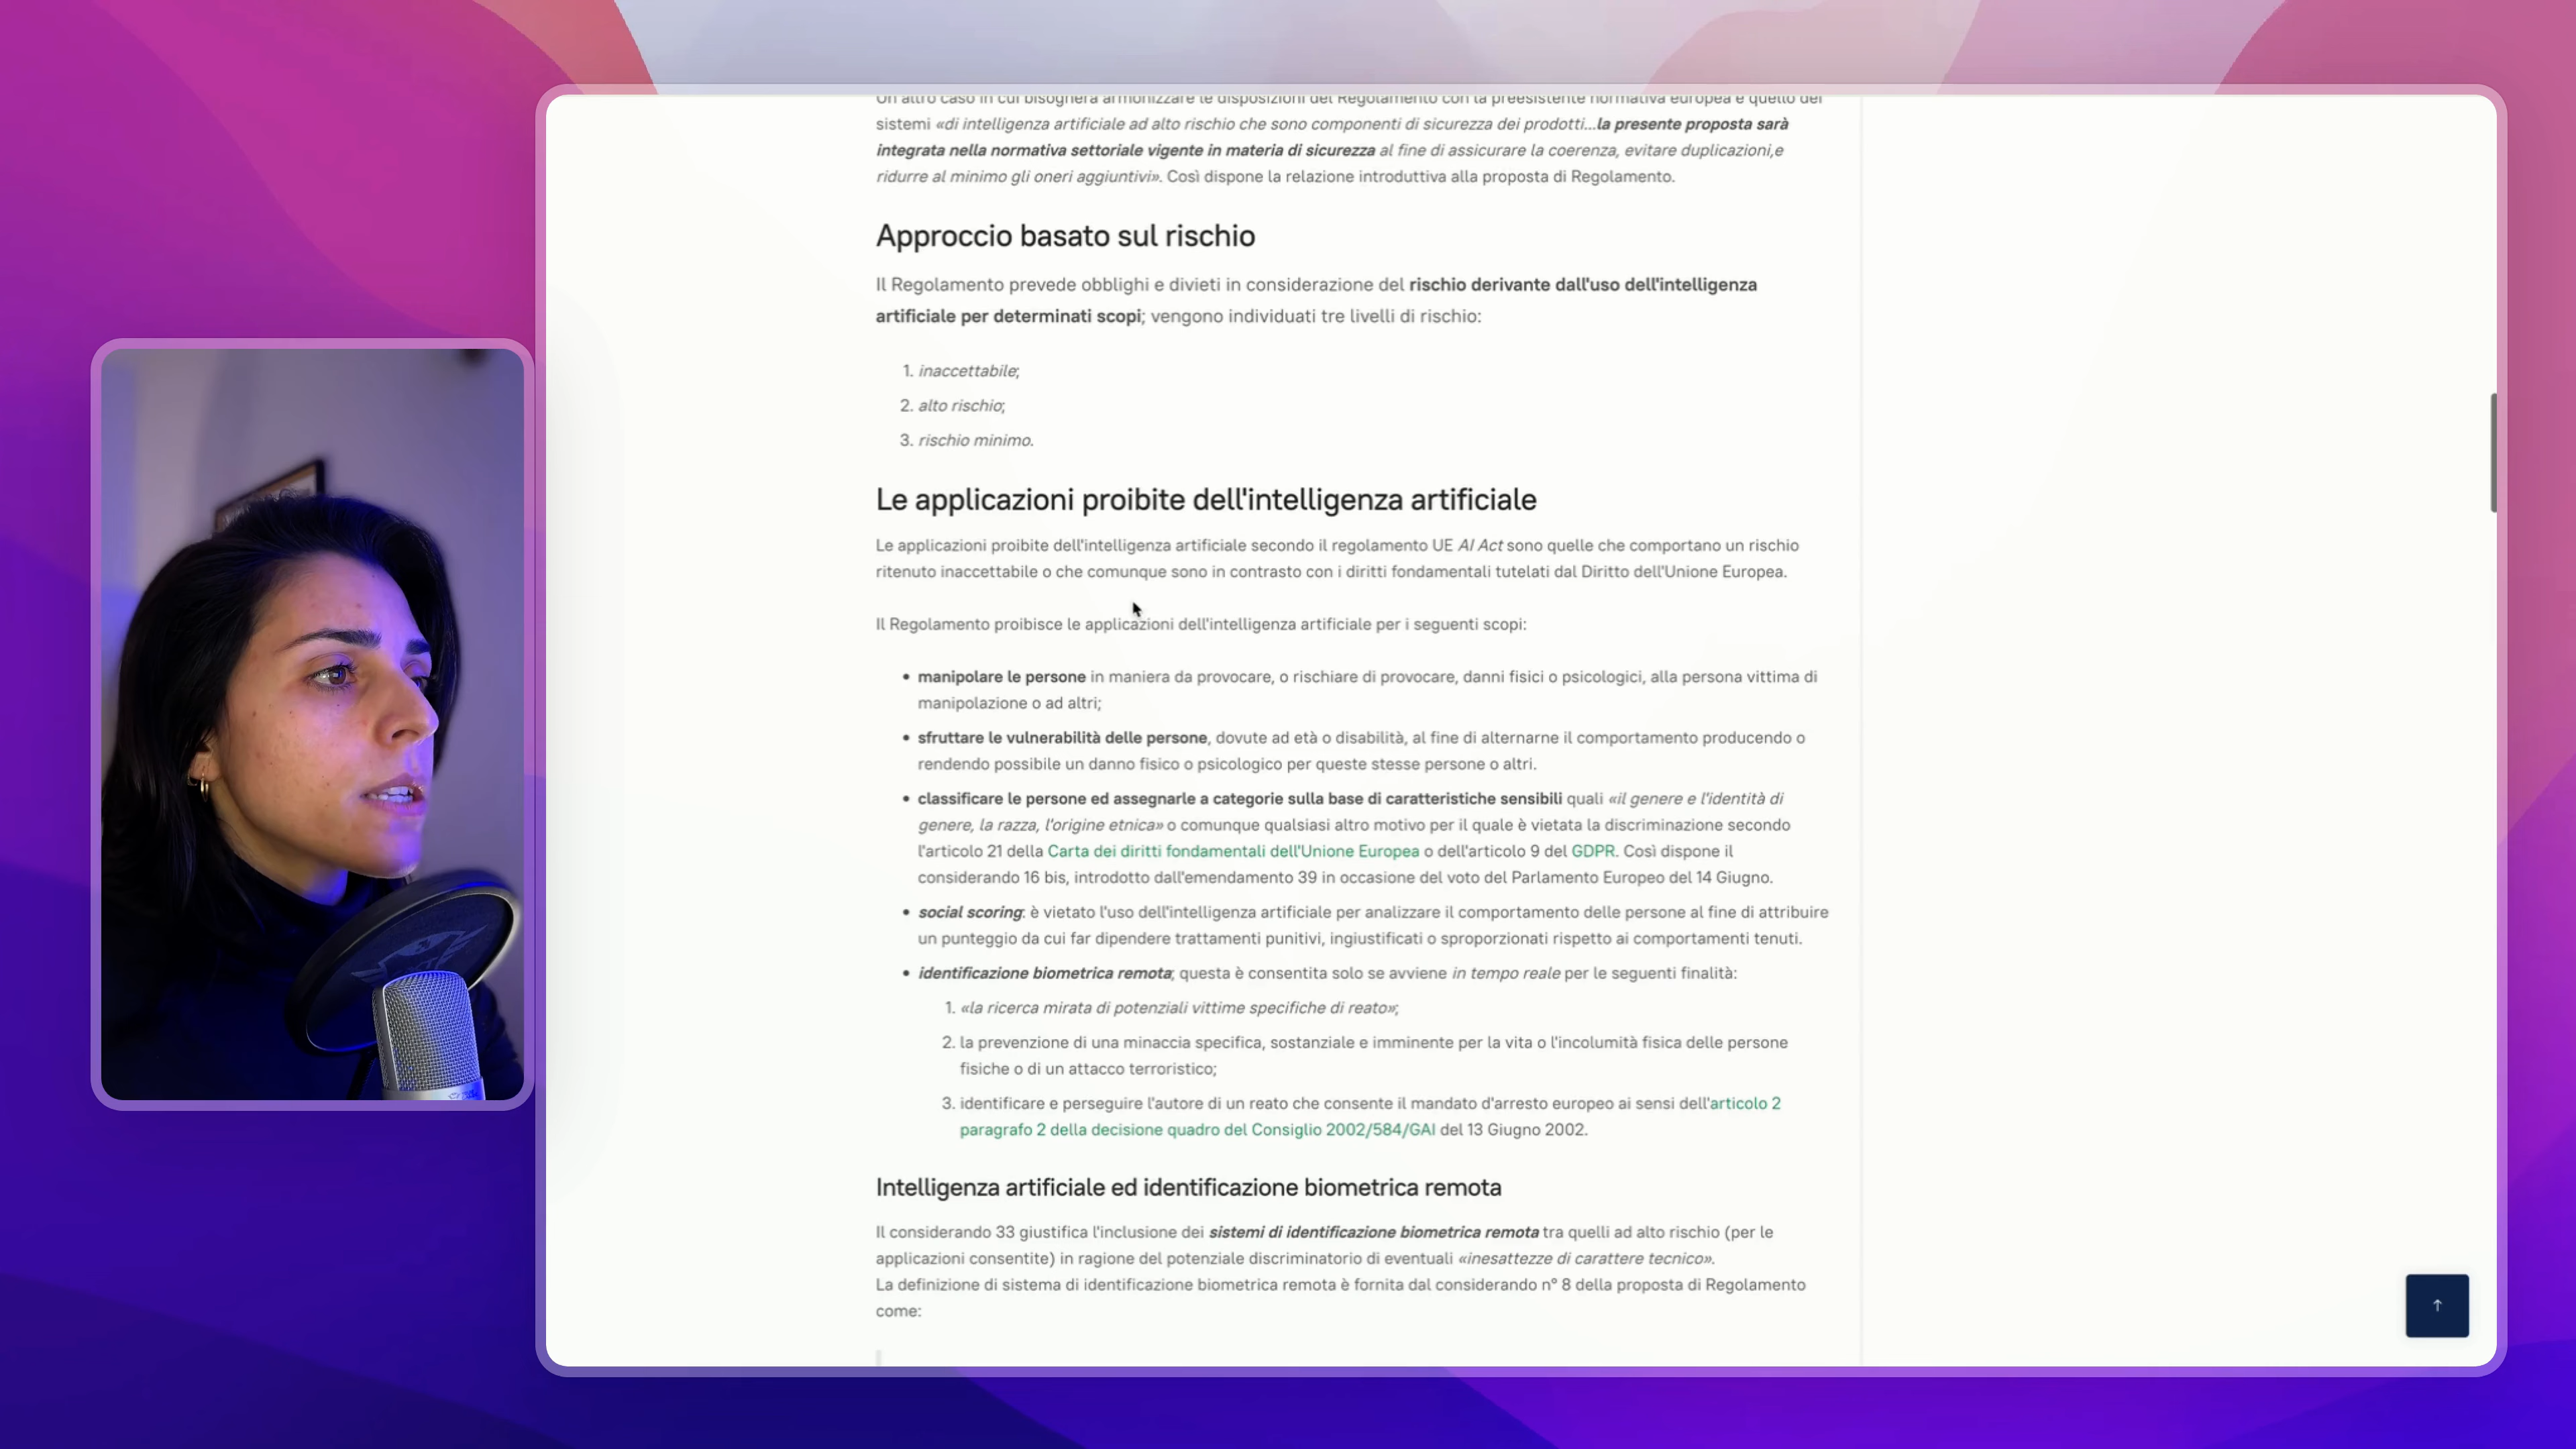 Un altro caso in cui bisognerà armonizzare le disposizioni del Regolamento con la preesistente normativa europea è quello dei
sistemi «di intelligenza artificiale ad alto rischio che sono componenti di sicurezza dei prodotti...la presente proposta sarà
integrata nella normativa settoriale vigente in materia di sicurezza al fine di assicurare la coerenza, evitare duplicazioni,e
ridurre al minimo gli oneri aggiuntivi». Così dispone la relazione introduttiva alla proposta di Regolamento.
Approccio basato sul rischio
Il Regolamento prevede obblighi e divieti in considerazione del rischio derivante dall'uso dell'intelligenza
artificiale per determinati scopi; vengono individuati tre livelli di rischio:
1. inaccettabile;
2. alto rischio;
3. rischio minimo.
Le applicazioni proibite dell'intelligenza artificiale
Le applicazioni proibite dell'intelligenza artificiale secondo il regolamento UE AI Act sono quelle che comportano un rischio
ritenuto inaccettabile o che comunque sono in contrasto con i diritti fondamentali tutelati dal Diritto dell'Unione Europea.
Il Regolamento proibisce le applicazioni dell'intelligenza artificiale per i seguenti scopi:
• manipolare le persone in maniera da provocare, o rischiare di provocare, danni fisici o psicologici, alla persona vittima di
manipolazione o ad altri;
• sfruttare le vulnerabilità delle persone, dovute ad età o disabilità, al fine di alternarne il comportamento producendo o
rendendo possibile un danno fisico o psicologico per queste stesse persone o altri.
• classificare le persone ed assegnarle a categorie sulla base di caratteristiche sensibili quali «il genere e l'identità di
genere, la razza, l'origine etnica» o comunque qualsiasi altro motivo per il quale è vietata la discriminazione secondo
l'articolo 21 della Carta dei diritti fondamentali dell'Unione Europea o dell'articolo 9 del GDPR. Così dispone il
considerando 16 bis, introdotto dall'emendamento 39 in occasione del voto del Parlamento Europeo del 14 Giugno.
• social scoring: è vietato l'uso dell'intelligenza artificiale per analizzare il comportamento delle persone al fine di attribuire
un punteggio da cui far dipendere trattamenti punitivi, ingiustificati o sproporzionati rispetto ai comportamenti tenuti.
• identificazione biometrica remota; questa è consentita solo se avviene in tempo reale per le seguenti finalità:
1. «la ricerca mirata di potenziali vittime specifiche di reato»;
2. la prevenzione di una minaccia specifica, sostanziale e imminente per la vita o l'incolumità fisica delle persone
fisiche o di un attacco terroristico;
3. identificare e perseguire l'autore di un reato che consente il mandato d'arresto europeo ai sensi dell'articolo 2
paragrafo 2 della decisione quadro del Consiglio 2002/584/GAI del 13 Giugno 2002.
Intelligenza artificiale ed identificazione biometrica remota
Il considerando 33 giustifica l'inclusione dei sistemi di identificazione biometrica remota tra quelli ad alto rischio (per le
applicazioni consentite) in ragione del potenziale discriminatorio di eventuali «inesattezze di carattere tecnico».
La definizione di sistema di identificazione biometrica remota è fornita dal considerando n° 8 della proposta di Regolamento
come: